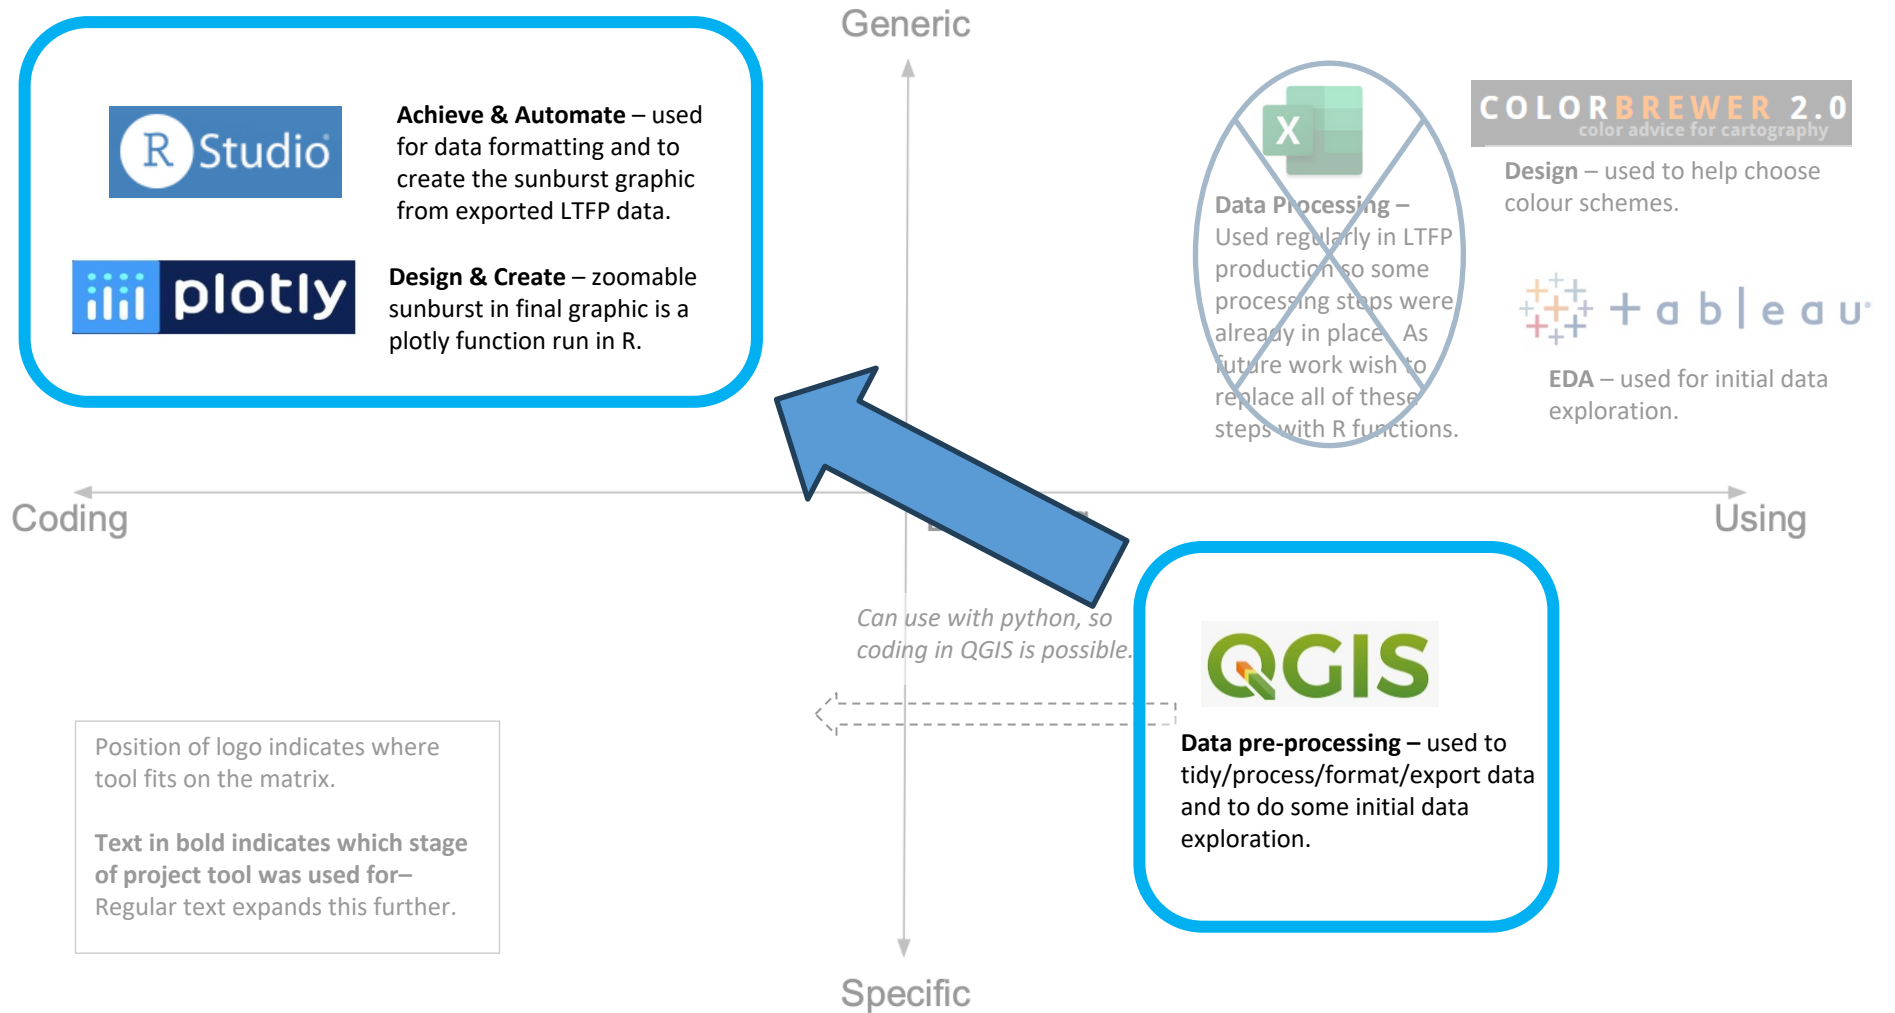 Generic
R Studio
Achieve & Automate – used
for data formatting and to
create the sunburst graphic
from exported LTFP data.
plotly
Design & Create – zoomable
sunburst in final graphic is a
plotly function run in R.
X
Data Processing –
Used regularly in LTFP
production so some
processing steps were
already in place. As
future work wish to
replace all of these
steps with R functions.
COLORBREWER 2.0
color advice for cartography
Design – used to help choose
colour schemes.
+ableau
EDA – used for initial data
exploration.
Coding
Using
Can use with python, so
coding in QGIS is possible.
QGIS
Data pre-processing – used to
tidy/process/format/export data
and to do some initial data
exploration.
Position of logo indicates where
tool fits on the matrix.
Text in bold indicates which stage
of project tool was used for–
Regular text expands this further.
Specific